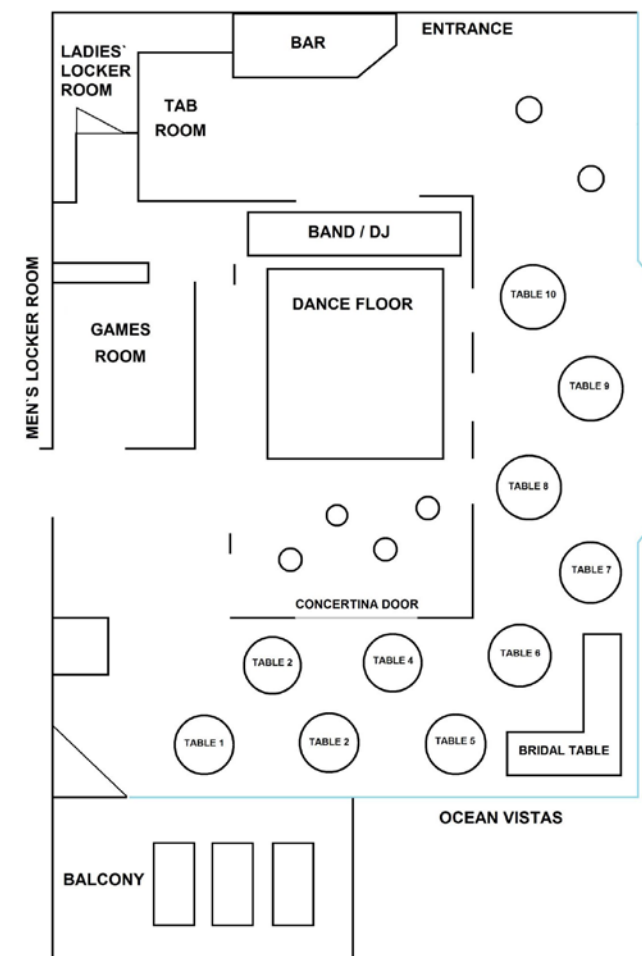 BAR
ENTRANCE
LADIES`
LOCKER
ROOM
TAB
ROOM
BAND / DJ
MEN`S LOCKER ROOM
GAMES
ROOM
DANCE FLOOR
TABLE 10
TABLE 9
TABLE 8
TABLE 7
CONCERTINA DOOR
TABLE 2
TABLE 4
TABLE 6
TABLE 1
TABLE 2
TABLE 5
BRIDAL TABLE
OCEAN VISTAS
BALCONY